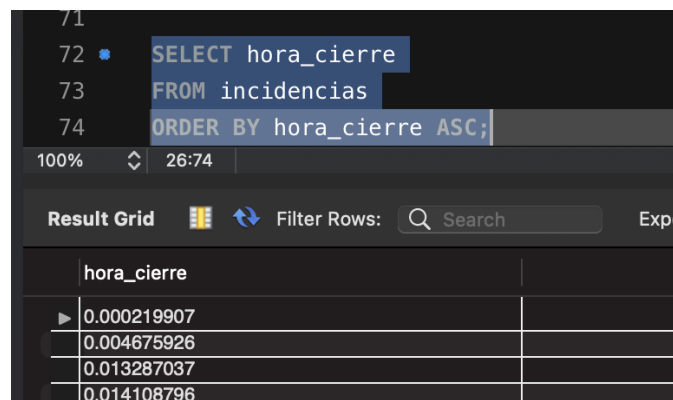 71
72 SELECT hora_cierre
73 FROM incidencias
74 ORDER BY hora_cierre ASC;
100% 26:74
Result Grid Filter Rows: Search Exp
hora_cierre
0.000219907
0.004675926
0.013287037
0.014108796